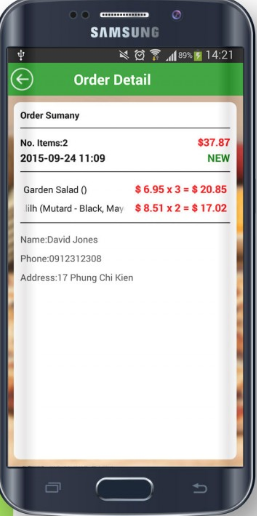 SAMSUNG
89% 14:21
Order Detail
Order Sumany
No. Items:2 $37.87
2015-09-24 11:09 NEW
Garden Salad () $ 6.95 x 3 = $ 20.85
(Mutard - Black, May $ 8.51 x 2 = $ 17.02
Name:David Jones
Phone:0912312308
Address:17 Phung Chi Kien